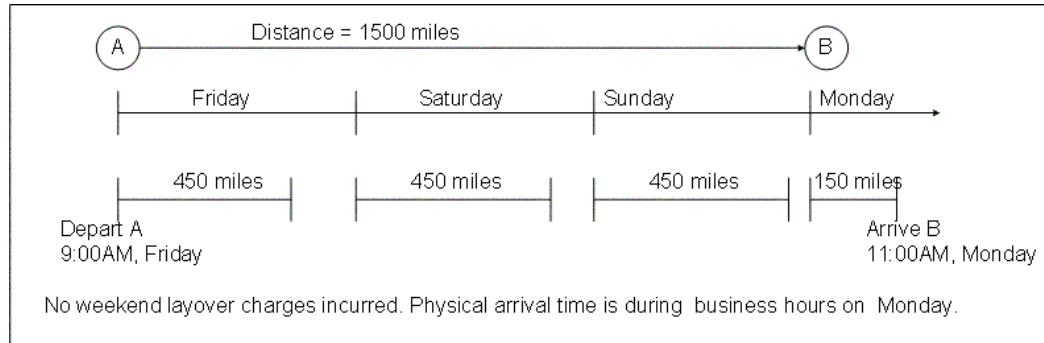 A Distance = 1500 miles B
Friday Saturday Sunday Monday
450 miles 450 miles 450 miles 150 miles
Depart A Arrive B
9:00AM, Friday 11:00AM, Monday
No weekend layover charges incurred. Physical arrival time is during business hours on Monday.